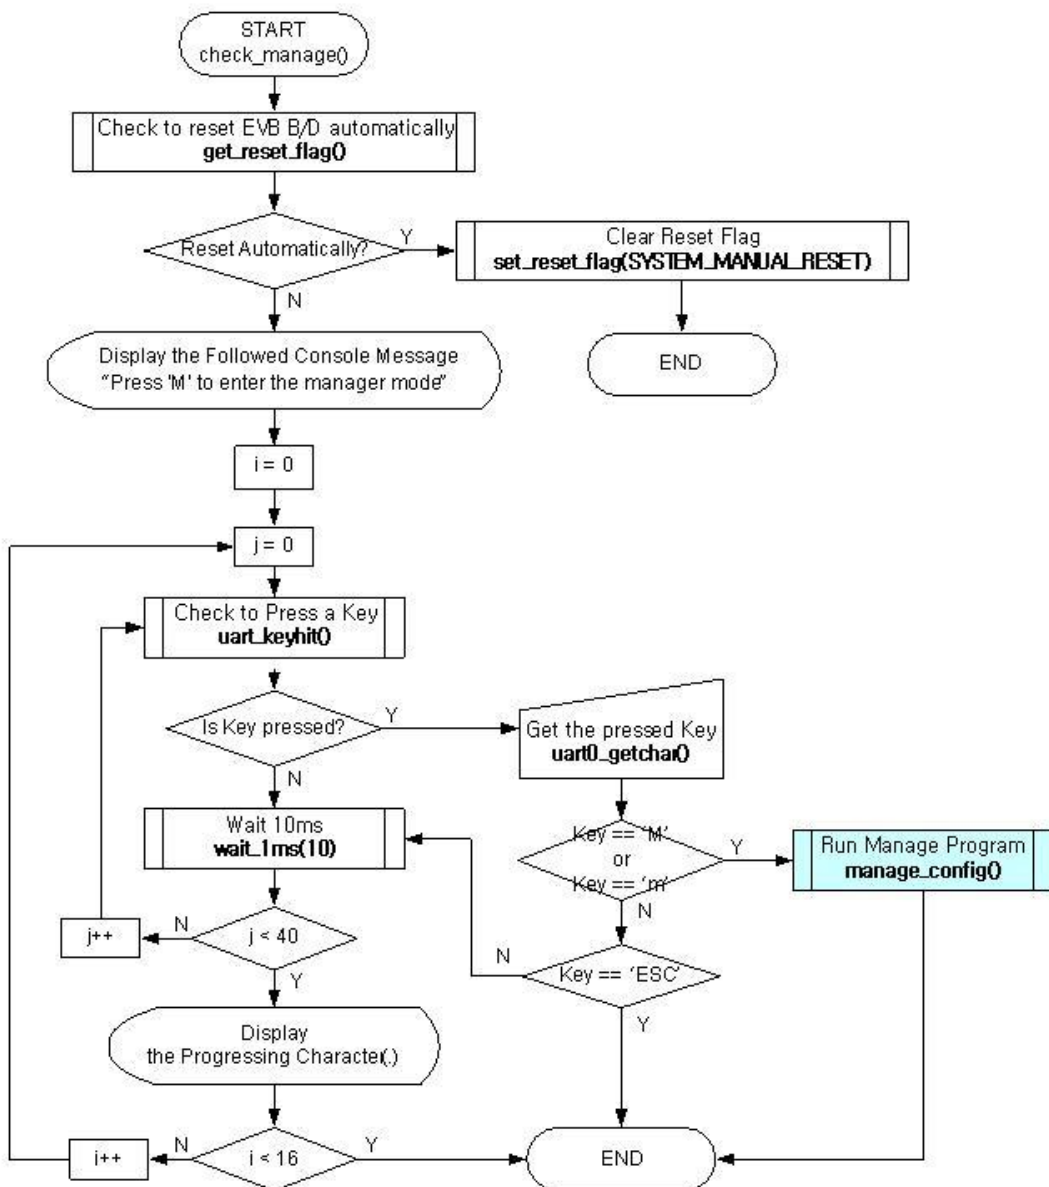 START
check_manage()
Check to reset EVB B/D automatically
get_reset_flag()
Reset Automatically?
Y
Clear Reset Flag
set_reset_flag(SYSTEM_MANUAL_RESET)
N
END
Display the Followed Console Message
"Press 'M' to enter the manager mode"
i = 0
j = 0
Check to Press a Key
uart_keyhit()
Is Key pressed?
Y
Get the pressed Key
uart0_getchar()
N
Wait 10ms
wait_1ms(10)
Key == 'M'
or
Key == 'm'
Y
Run Manage Program
manage_config()
N
j++
N
j < 40
N
Key == 'ESC'
Y
Y
Display
the Progressing Character(.)
i++
N
i < 16
Y
END